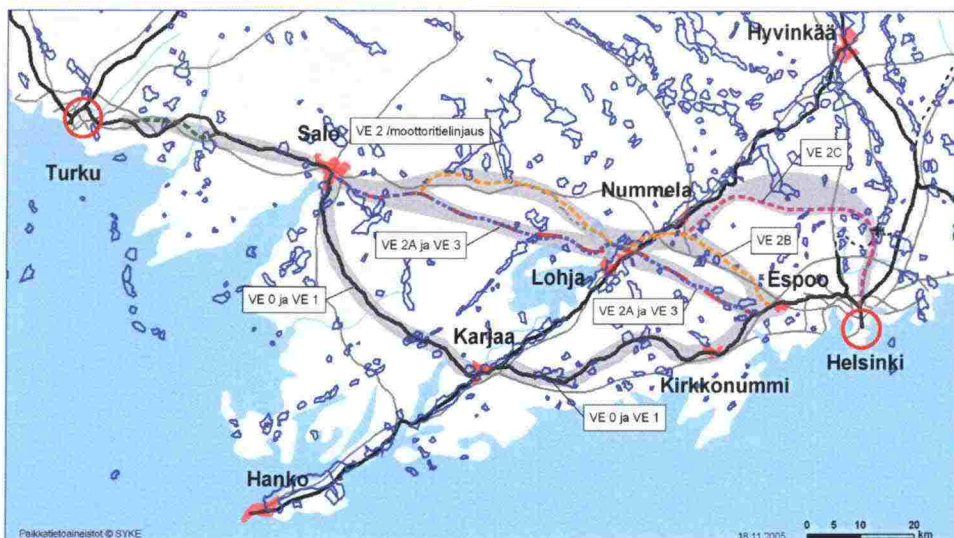 Hyvinkää
Salo
VE 2 /moottoritielinjaus
VE 2C
Turku
Nummela
VE 2A ja VE 3
VE 2B
Lohja
Espoo
VE 0 ja VE 1
VE 2A ja VE 3
Karjaa
Helsinki
Kirkkonummi
VE 0 ja VE 1
Hanko
Paikkatietoaineistot © SYKE
18.11.2005
0 5 10 20
km